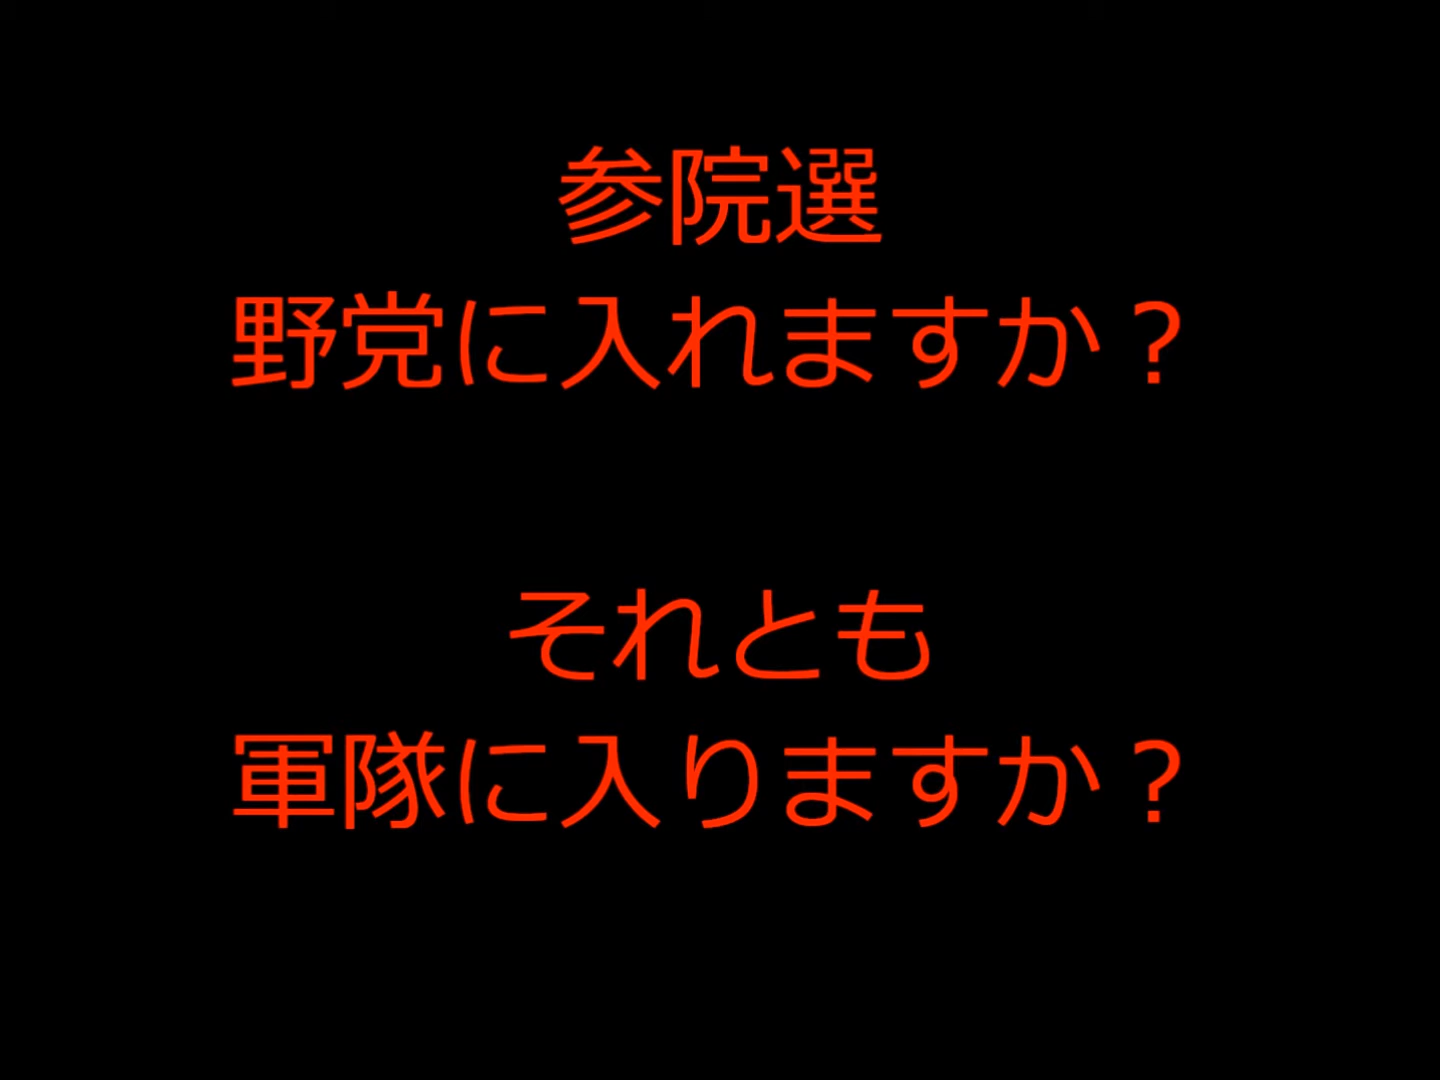 参院選
野党に入れますか？
それとも
軍隊に入りますか？